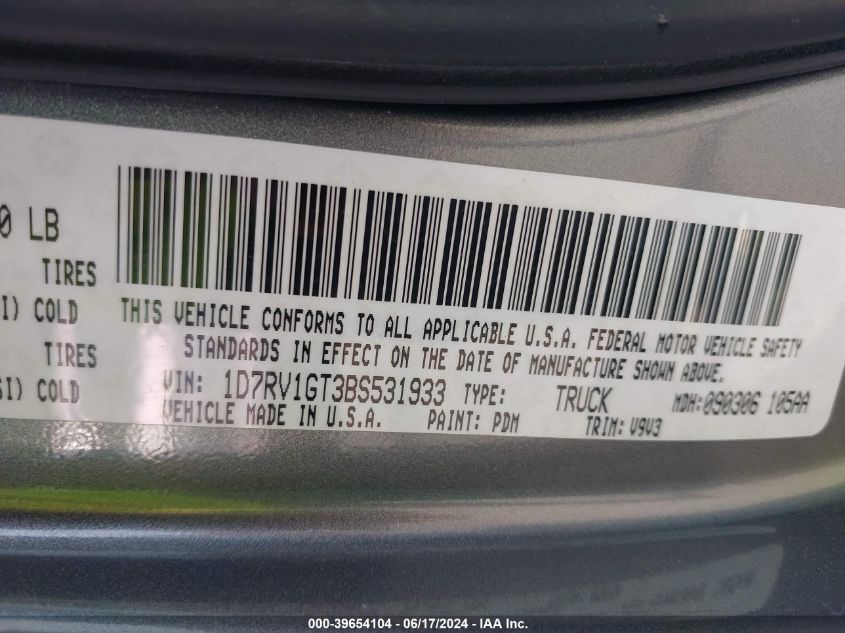 0 LB
TIRES
I) COLD
TIRES
SI) COLD
THIS VEHICLE CONFORMS TO ALL APPLICABLE U.S.A. FEDERAL MOTOR VEHICLE SAFETY
STANDARDS IN EFFECT ON THE DATE OF MANUFACTURE SHOWN ABOVE.
VIN: 1D7RV1GT3BS531933 TYPE: TRUCK MDH:090306 105AA
VEHICLE MADE IN U.S.A. PAINT: PDM TRIM: V9V3
000-39654104 - 06/17/2024 - IAA Inc.